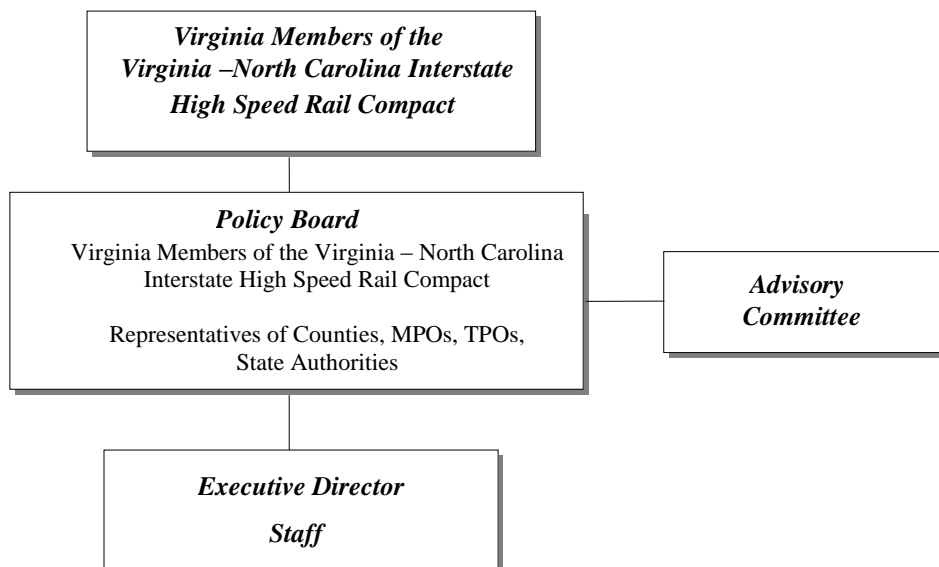 Virginia Members of the
Virginia –North Carolina Interstate
High Speed Rail Compact
Policy Board
Virginia Members of the Virginia – North Carolina
Interstate High Speed Rail Compact
Representatives of Counties, MPOs, TPOs,
State Authorities
Advisory
Committee
Executive Director
Staff